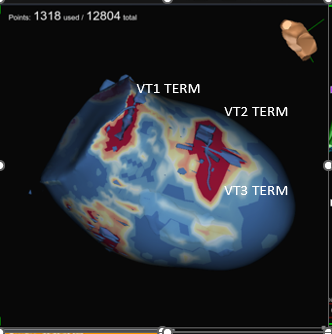 Points: 1318 used / 12804 total
VT1 TERM
VT2 TERM
VT3 TERM